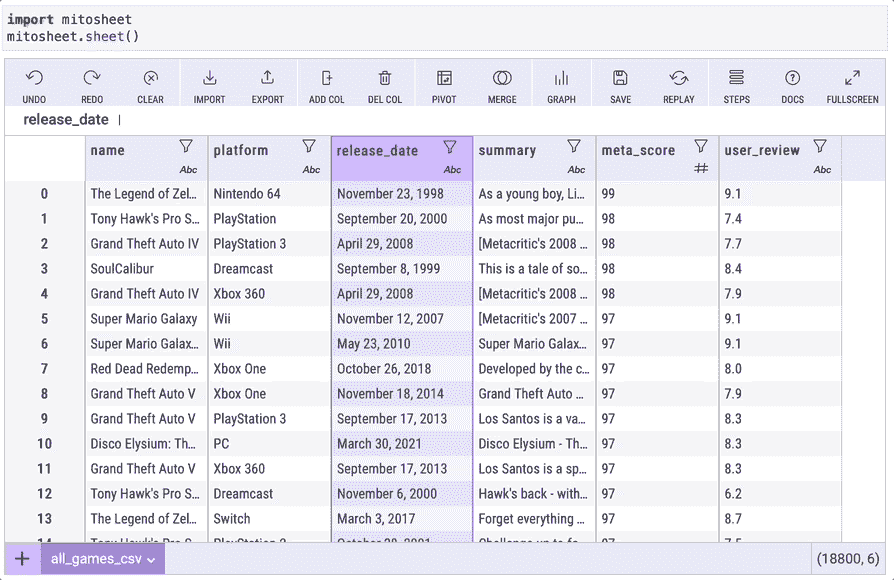 import mitosheet
mitosheet.sheet()
UNDO REDO CLEAR IMPORT EXPORT ADD COL DEL COL PIVOT MERGE GRAPH SAVE REPLAY STEPS DOCS FULLSCREEN
release_date
name platform release_date summary meta_score user_review
Abc Abc Abc Abc # Abc
0 The Legend of Zel... Nintendo 64 November 23, 1998 As a young boy, Li... 99 9.1
1 Tony Hawk's Pro S... PlayStation September 20, 2000 As most major pu... 98 7.4
2 Grand Theft Auto IV PlayStation 3 April 29, 2008 [Metacritic's 2008 ... 98 7.7
3 SoulCalibur Dreamcast September 8, 1999 This is a tale of so... 98 8.4
4 Grand Theft Auto IV Xbox 360 April 29, 2008 [Metacritic's 2008 ... 98 7.9
5 Super Mario Galaxy Wii November 12, 2007 [Metacritic's 2007 ... 97 9.1
6 Super Mario Galax... Wii May 23, 2010 Super Mario Galax... 97 9.1
7 Red Dead Redemp... Xbox One October 26, 2018 Developed by the c... 97 8.0
8 Grand Theft Auto V Xbox One November 18, 2014 Grand Theft Auto ... 97 7.9
9 Grand Theft Auto V PlayStation 3 September 17, 2013 Los Santos is a va... 97 8.3
10 Disco Elysium: Th... PC March 30, 2021 Disco Elysium - Th... 97 8.3
11 Grand Theft Auto V Xbox 360 September 17, 2013 Los Santos is a sp... 97 8.3
12 Tony Hawk's Pro S... Dreamcast November 6, 2000 Hawk's back - with... 97 6.2
13 The Legend of Zel... Switch March 3, 2017 Forget everything ... 97 8.7
+ all_games_csv (18800, 6)